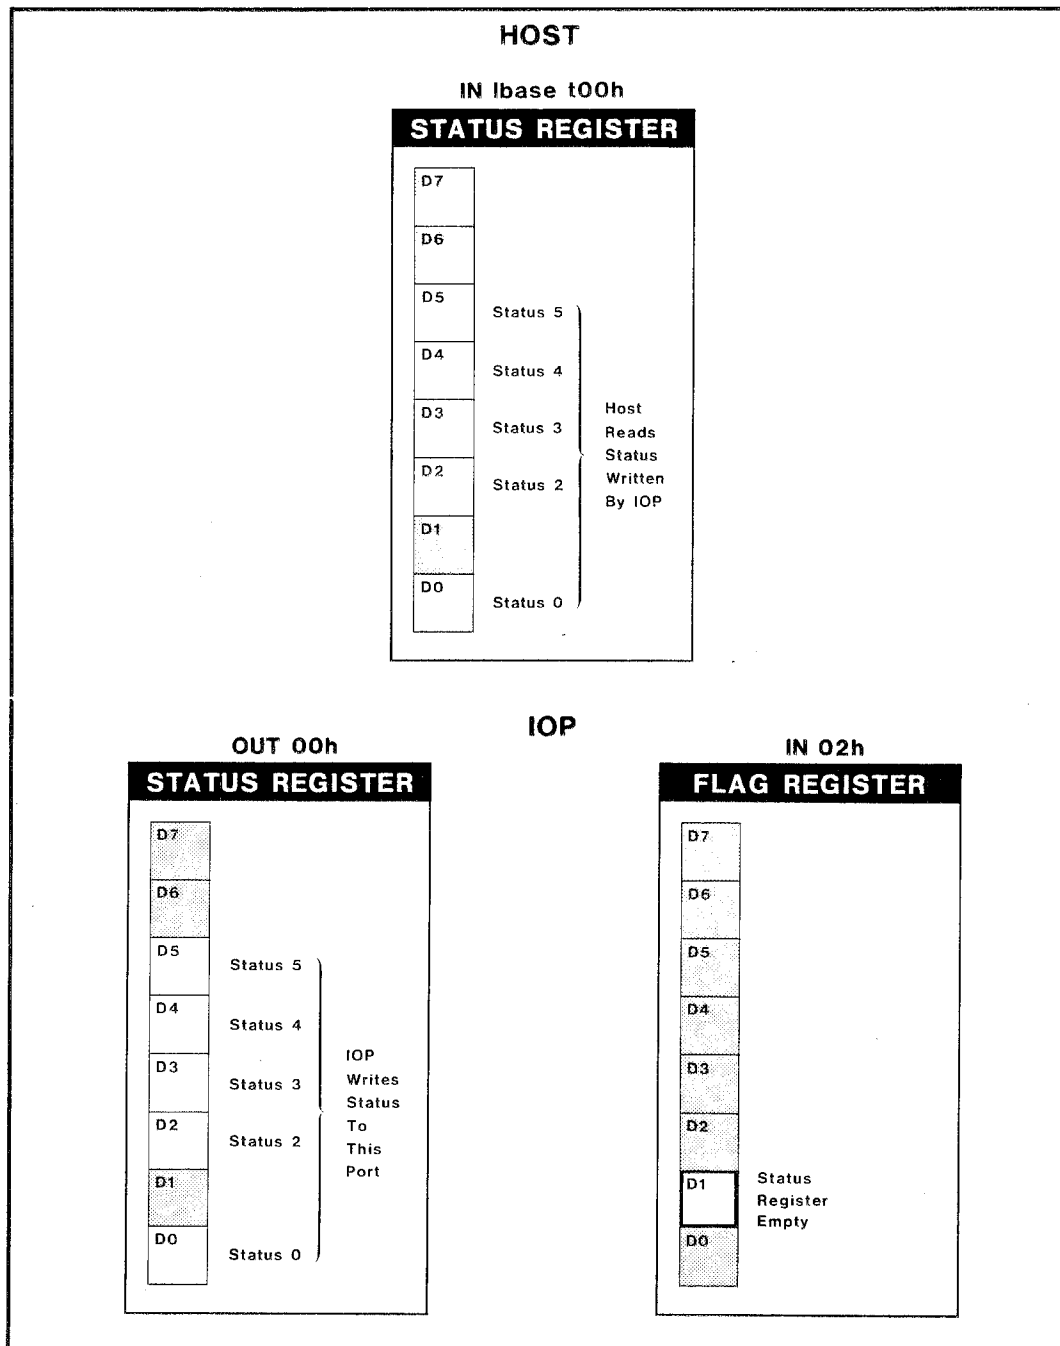 HOST
IN Ibase t00h
STATUS REGISTER
D7
D6
D5
Status 5
D4
Status 4
D3
Status 3
D2
Status 2
D1
D0
Status 0
Host
Reads
Status
Written
By IOP
IOP
OUT 00h
STATUS REGISTER
D7
D6
D5
Status 5
D4
Status 4
D3
Status 3
D2
Status 2
D1
D0
Status 0
IOP
Writes
Status
To
This
Port
IN 02h
FLAG REGISTER
D7
D6
D5
D4
D3
D2
D1
Status
Register
Empty
D0